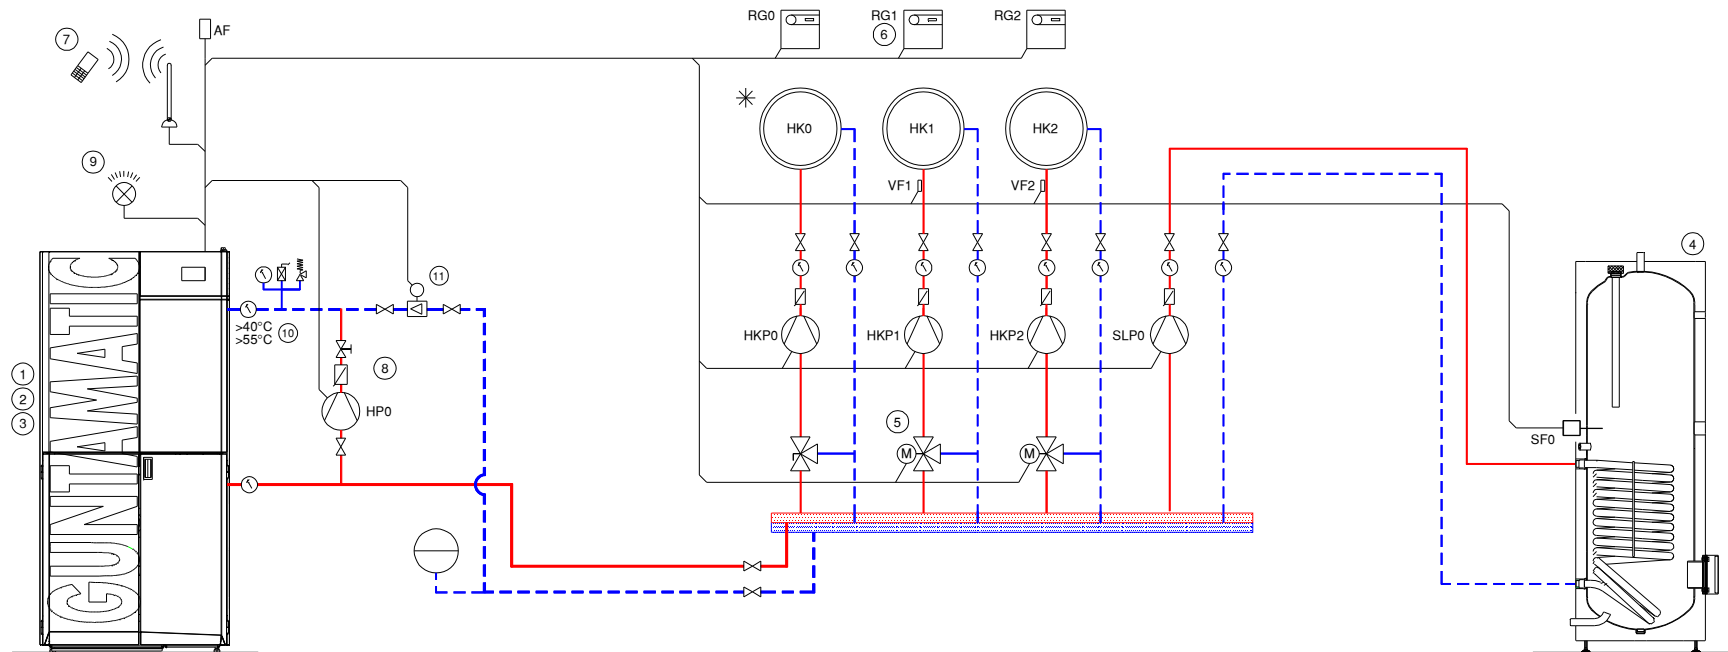 AF
RG0
RG1
RG2
7
6
HK0
HK1
HK2
9
VF1
VF2
4
11
>40°C
>55°C
10
HKP0
HKP1
HKP2
SLP0
1
2
3
8
HP0
5
M
M
SF0
GUNTAMATIC